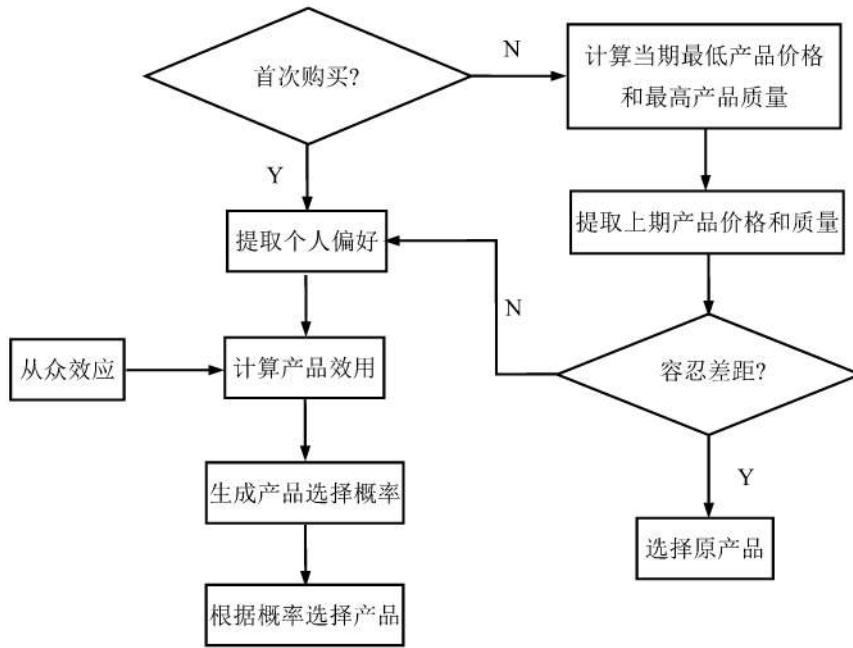 首次购买?
N
计算当期最低产品价格
和最高产品质量
Y
提取上期产品价格和质量
提取个人偏好
N
从众效应
计算产品效用
容忍差距?
Y
生成产品选择概率
选择原产品
根据概率选择产品